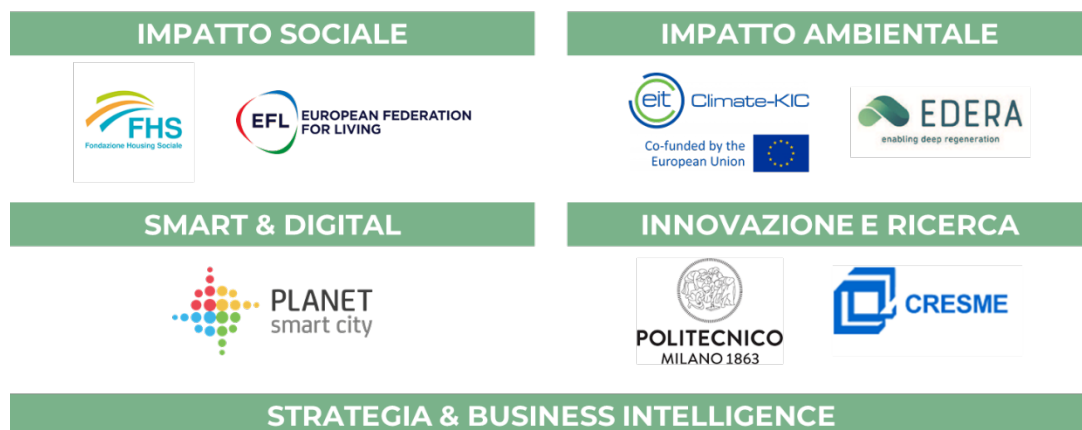 IMPATTO SOCIALE
FHS
Fondazione Housing Sociale
EFL
EUROPEAN FEDERATION
FOR LIVING
IMPATTO AMBIENTALE
eit Climate-KIC
Co-funded by the
European Union
EDERA
enabling deep regeneration
SMART & DIGITAL
PLANET
smart city
INNOVAZIONE E RICERCA
POLITECNICO
MILANO 1863
CRESME
STRATEGIA & BUSINESS INTELLIGENCE